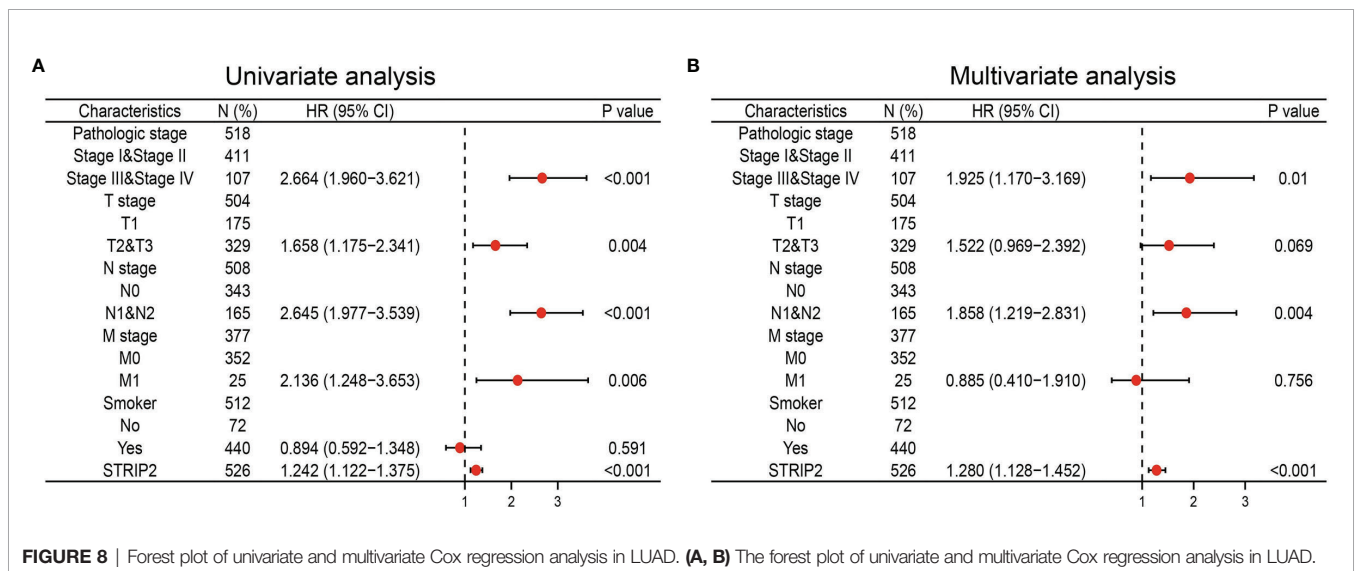 A
Univariate analysis
Characteristics N (%) HR (95% CI) P value
Pathologic stage 518
Stage I&Stage II 411
Stage III&Stage IV 107 2.664 (1.960−3.621) <0.001
T stage 504
T1 175
T2&T3 329 1.658 (1.175−2.341) 0.004
N stage 508
N0 343
N1&N2 165 2.645 (1.977−3.539) <0.001
M stage 377
M0 352
M1 25 2.136 (1.248−3.653) 0.006
Smoker 512
No 72
Yes 440 0.894 (0.592−1.348) 0.591
STRIP2 526 1.242 (1.122−1.375) <0.001
1 2 3
B
Multivariate analysis
Characteristics N (%) HR (95% CI) P value
Pathologic stage 518
Stage I&Stage II 411
Stage III&Stage IV 107 1.925 (1.170−3.169) 0.01
T stage 504
T1 175
T2&T3 329 1.522 (0.969−2.392) 0.069
N stage 508
N0 343
N1&N2 165 1.858 (1.219−2.831) 0.004
M stage 377
M0 352
M1 25 0.885 (0.410−1.910) 0.756
Smoker 512
No 72
Yes 440
STRIP2 526 1.280 (1.128−1.452) <0.001
1 2 3
FIGURE 8 | Forest plot of univariate and multivariate Cox regression analysis in LUAD. (A, B) The forest plot of univariate and multivariate Cox regression analysis in LUAD.